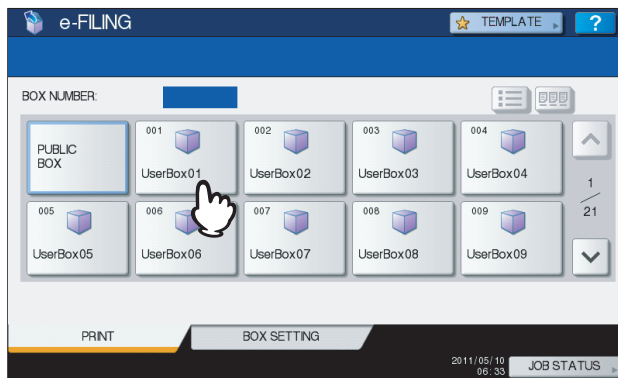 e-FILING
TEMPLATE
?
BOX NUMBER:
PUBLIC
BOX
001
UserBox01
002
UserBox02
003
UserBox03
004
UserBox04
1
21
005
UserBox05
006
UserBox06
007
UserBox07
008
UserBox08
009
UserBox09
PRINT
BOX SETTING
2011/05/10
06:33
JOB STATUS